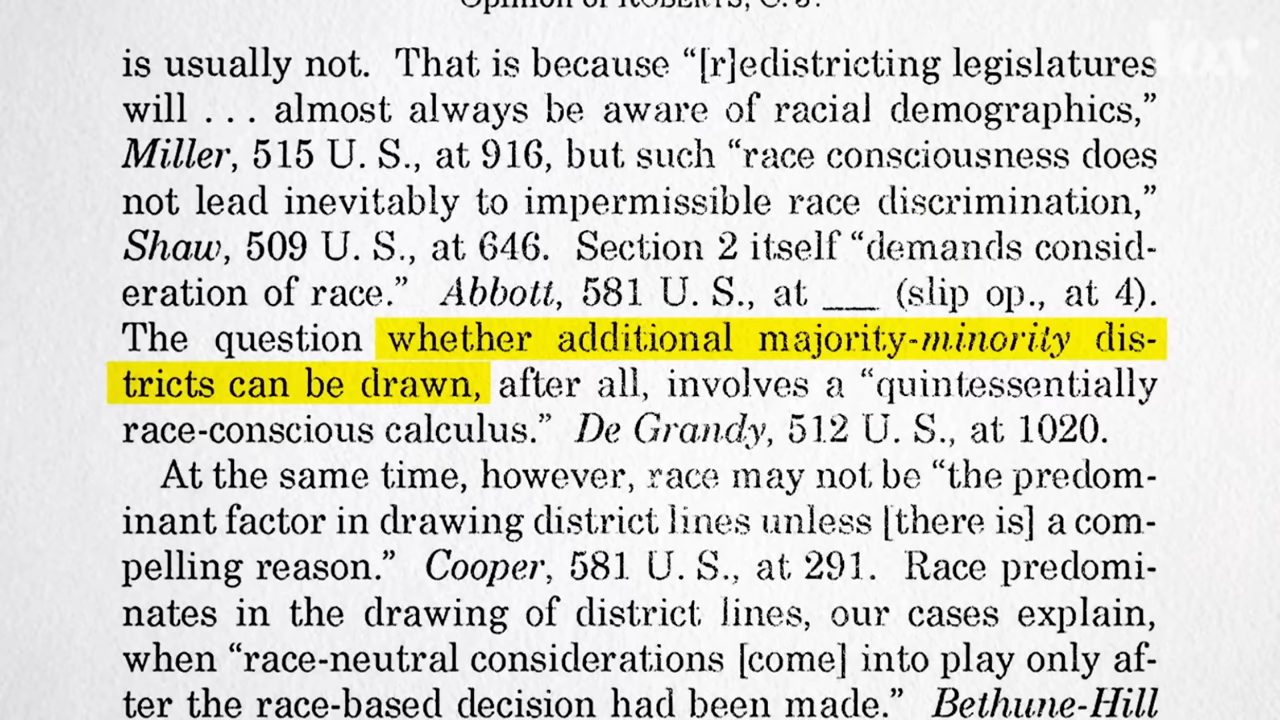 Opinion of ROBERTS, C. J.
is usually not. That is because “[r]edistricting legislatures
will . . . almost always be aware of racial demographics,”
Miller, 515 U. S., at 916, but such “race consciousness does
not lead inevitably to impermissible race discrimination,”
Shaw, 509 U. S., at 646. Section 2 itself “demands consid-
eration of race.” Abbott, 581 U. S., at ___ (slip op., at 4).
The question whether additional majority-minority dis-
tricts can be drawn, after all, involves a “quintessentially
race-conscious calculus.” De Grandy, 512 U. S., at 1020.
At the same time, however, race may not be “the predom-
inant factor in drawing district lines unless [there is] a com-
pelling reason.” Cooper, 581 U. S., at 291. Race predomi-
nates in the drawing of district lines, our cases explain,
when “race-neutral considerations [come] into play only af-
ter the race-based decision had been made.” Bethune-Hill